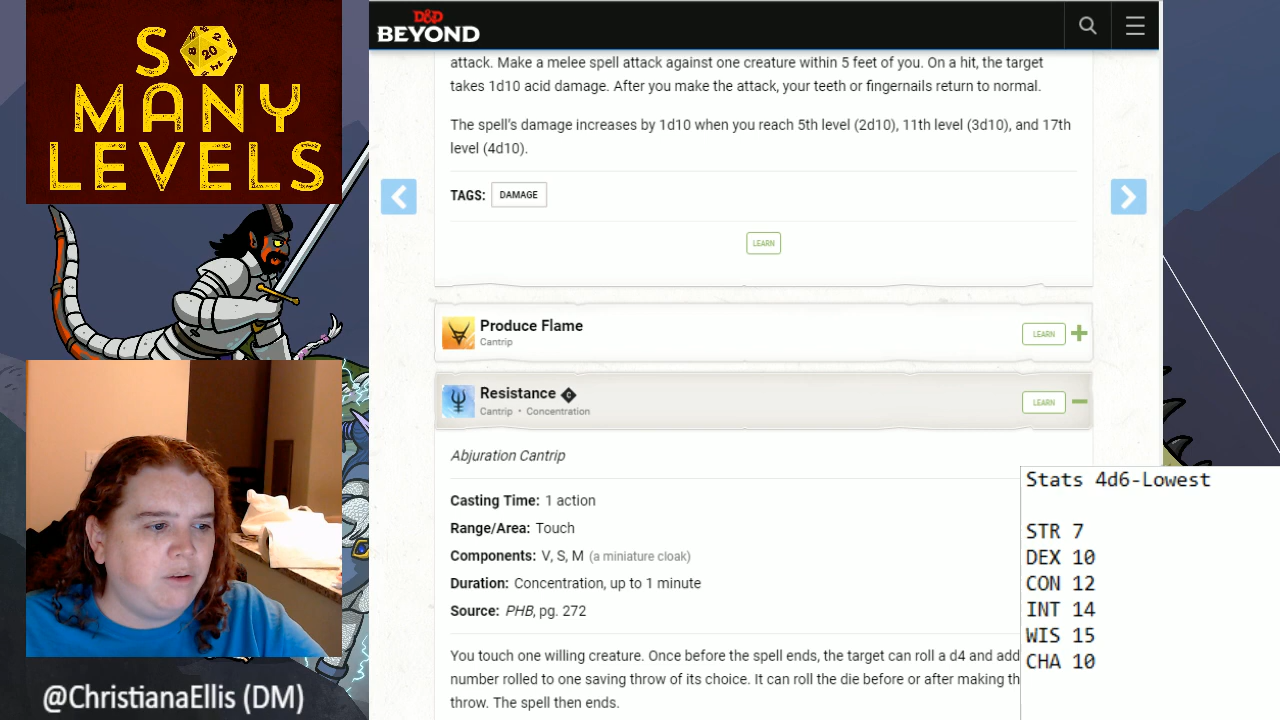 SO
MANY
LEVELS
@ChristianaEllis (DM)
D&D
BEYOND
attack. Make a melee spell attack against one creature within 5 feet of you. On a hit, the target
takes 1d10 acid damage. After you make the attack, your teeth or fingernails return to normal.
The spell’s damage increases by 1d10 when you reach 5th level (2d10), 11th level (3d10), and 17th
level (4d10).
TAGS: DAMAGE
LEARN
Produce Flame
Cantrip
LEARN
Resistance
Cantrip • Concentration
LEARN
Abjuration Cantrip
Casting Time: 1 action
Range/Area: Touch
Components: V, S, M (a miniature cloak)
Duration: Concentration, up to 1 minute
Source: PHB, pg. 272
You touch one willing creature. Once before the spell ends, the target can roll a d4 and add
number rolled to one saving throw of its choice. It can roll the die before or after making th
throw. The spell then ends.
Stats 4d6-Lowest
STR 7
DEX 10
CON 12
INT 14
WIS 15
CHA 10